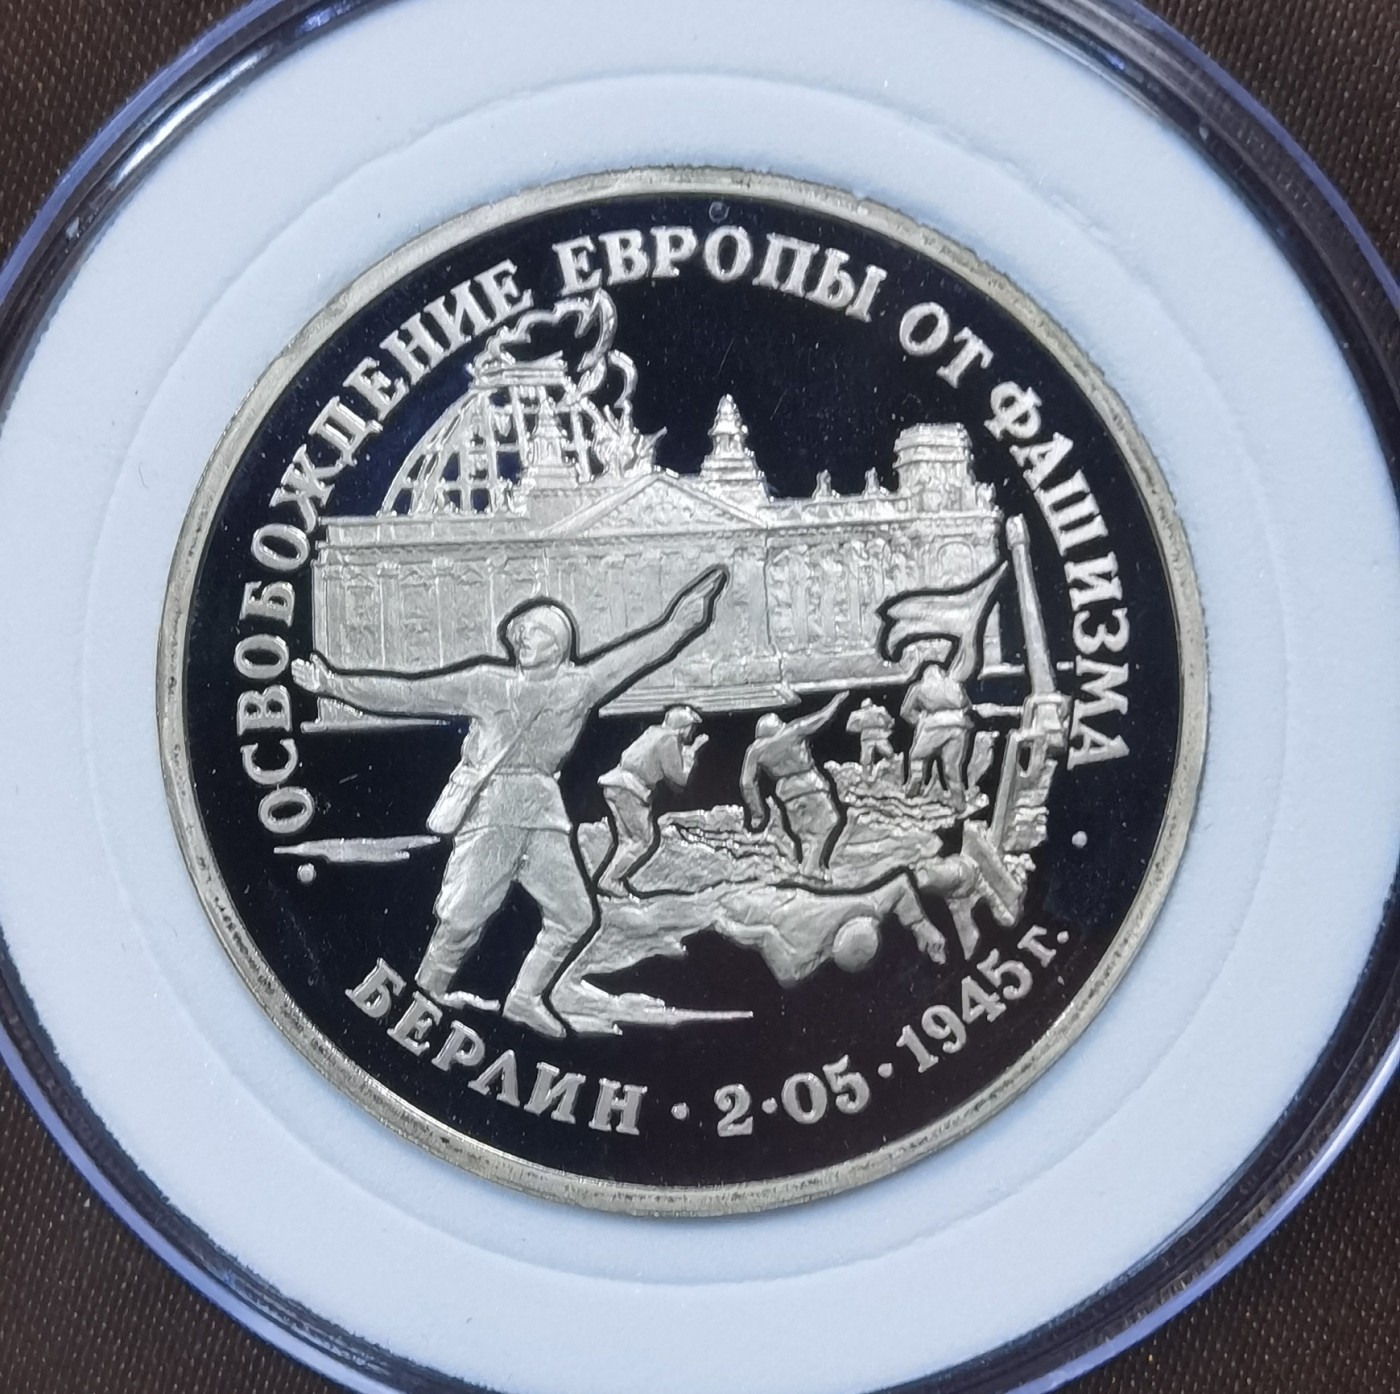 ОСВОБОЖДЕНИЕ ЕВРОПЫ ОТ ФАШИЗМА
БЕРЛИН · 2·05·1945г.